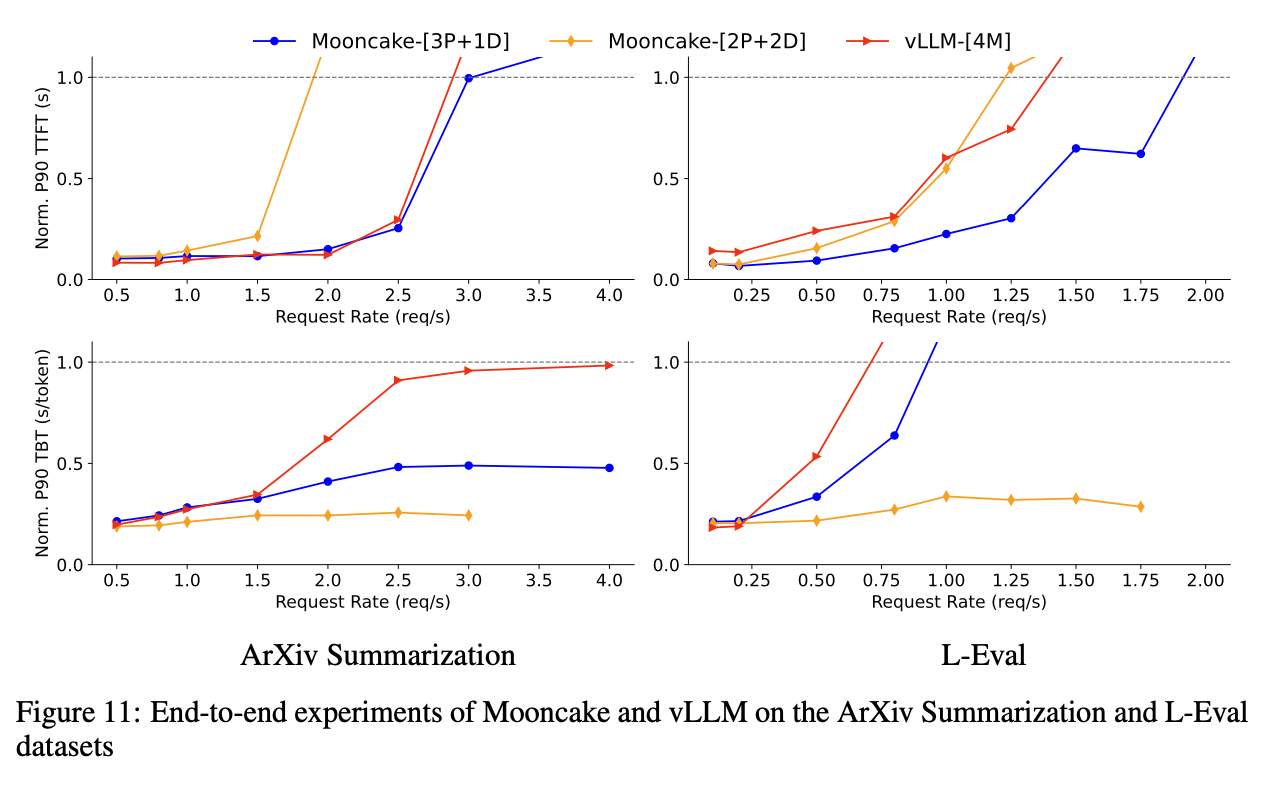 Mooncake-[3P+1D] Mooncake-[2P+2D] vLLM-[4M]
Norm. P90 TTFT (s)
1.0
0.5
0.0
0.5 1.0 1.5 2.0 2.5 3.0 3.5 4.0
Request Rate (req/s)
1.0
0.5
0.0
0.25 0.50 0.75 1.00 1.25 1.50 1.75 2.00
Request Rate (req/s)
Norm. P90 TBT (s/token)
1.0
0.5
0.0
0.5 1.0 1.5 2.0 2.5 3.0 3.5 4.0
Request Rate (req/s)
1.0
0.5
0.0
0.25 0.50 0.75 1.00 1.25 1.50 1.75 2.00
Request Rate (req/s)
ArXiv Summarization
L-Eval
Figure 11: End-to-end experiments of Mooncake and vLLM on the ArXiv Summarization and L-Eval
datasets